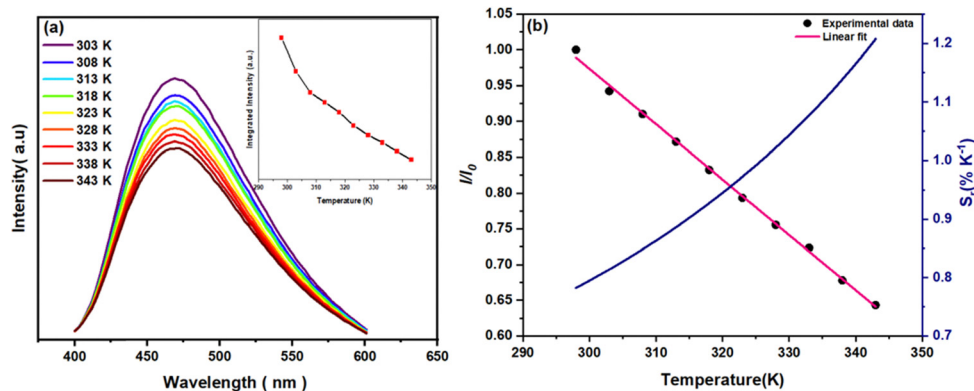 (a)
303 K
308 K
313 K
318 K
323 K
328 K
333 K
338 K
343 K
Intensity( a.u)
400 450 500 550 600 650
Wavelength ( nm )
Integrated Intensity (a.u.)
290 300 310 320 330 340 350
Temperature (K)
(b)
Experimental data
Linear fit
I/I0
1.00
0.95
0.90
0.85
0.80
0.75
0.70
0.65
0.60
290 300 310 320 330 340 350
Temperature(K)
1.2
1.1
1.0
0.9
0.8
0.7
Sr(% K-1)